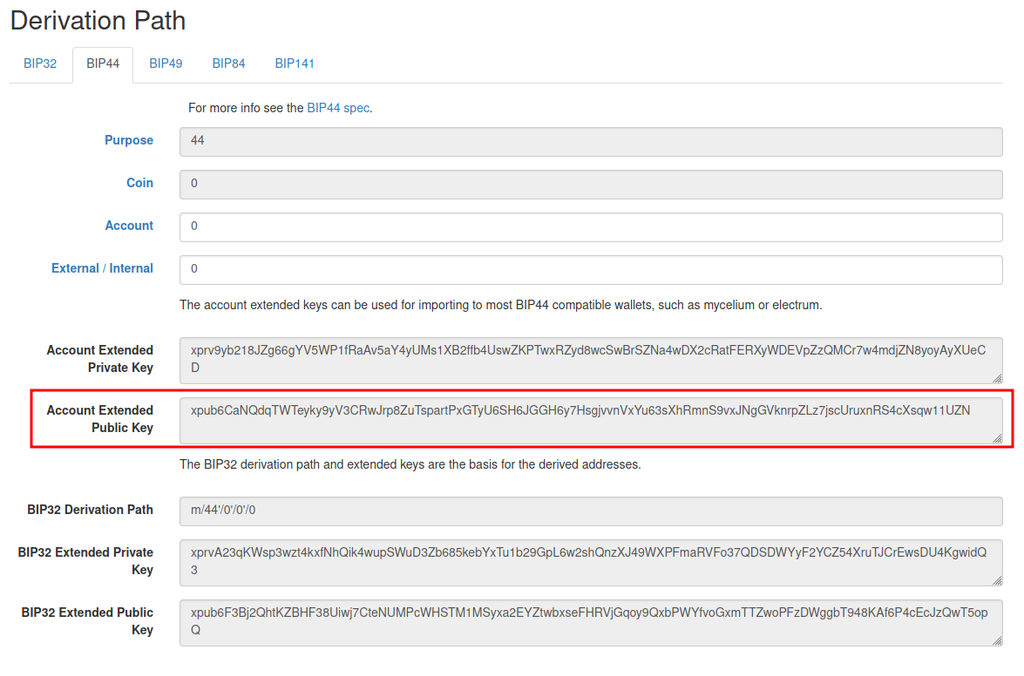 Derivation Path
BIP32 BIP44 BIP49 BIP84 BIP141
For more info see the BIP44 spec.
Purpose 44
Coin 0
Account 0
External / Internal 0
The account extended keys can be used for importing to most BIP44 compatible wallets, such as mycelium or electrum.
Account Extended Private Key
xprv9yb218JZg66gYV5WP1fRaAv5aY4yUMs1XB2ffb4UswZKPTwxRZyd8wcSwBrSZNa4wDX2cRatFERXyWDEVpZzQMCr7w4mdjZN8yoyAyXUeC
D
Account Extended Public Key
xpub6CaNQdqTWTeyky9yV3CRwJrp8ZuTspartPxGTyU6SH6JGGH6y7HsgjvvnVxYu63sXhRmnS9vxJNgGVknrpZLz7jscUruxnRS4cXsqw11UZN
The BIP32 derivation path and extended keys are the basis for the derived addresses.
BIP32 Derivation Path m/44'/0'/0'/0
BIP32 Extended Private Key
xprvA23qKWsp3wzt4kxfNhQik4wupSWuD3Zb685kebYxTu1b29GpL6w2shQnzXJ49WXPFmaRVFo37QDSDWYyF2YCZ54XruTJCrEwsDU4KgwidQ
3
BIP32 Extended Public Key
xpub6F3Bj2QhtKZBHF38Uiwj7CteNUMPcWHSTM1MSyxa2EYZtwbxseFHRVjGqoy9QxbPWYfvoGxmTTZwoPFzDWggbT948KAf6P4cEcJzQwT5op
Q